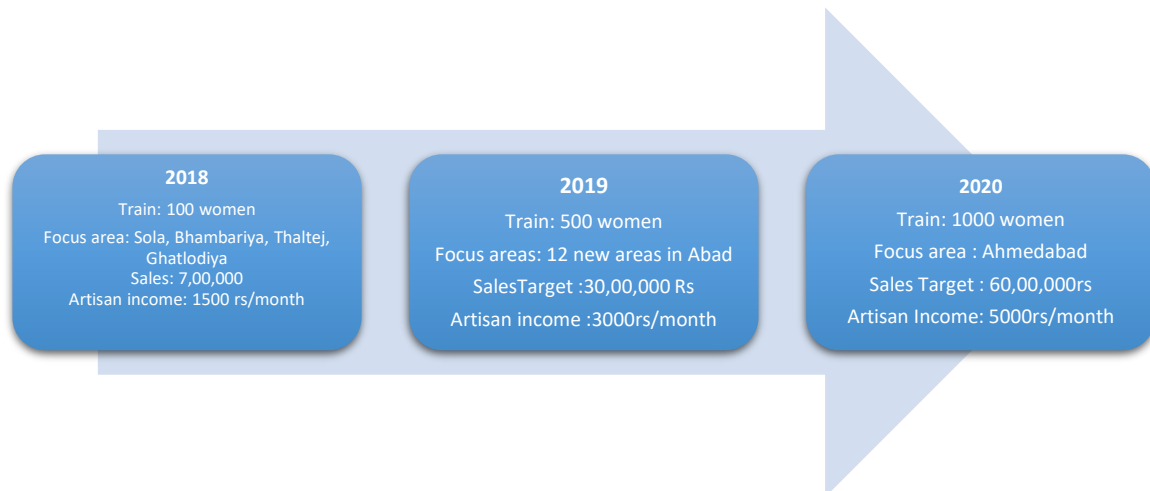 2018
Train: 100 women
Focus area: Sola, Bhambariya, Thaltej,
Ghatlodiya
Sales: 7,00,000
Artisan income: 1500 rs/month
2019
Train: 500 women
Focus areas: 12 new areas in Abad
SalesTarget :30,00,000 Rs
Artisan income :3000rs/month
2020
Train: 1000 women
Focus area : Ahmedabad
Sales Target : 60,00,000rs
Artisan Income: 5000rs/month